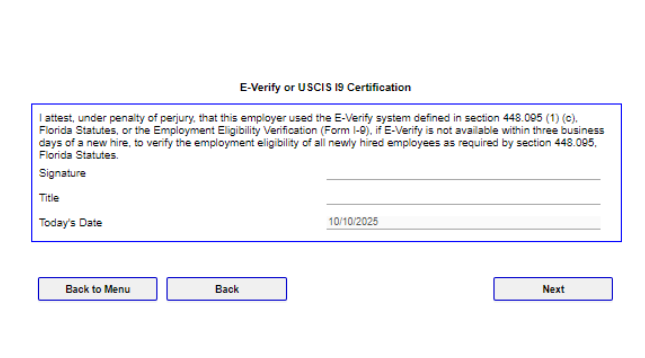 E-Verify or USCIS I9 Certification
I attest, under penalty of perjury, that this employer used the E-Verify system defined in section 448.095 (1) (c),
Florida Statutes, or the Employment Eligibility Verification (Form I-9), if E-Verify is not available within three business
days of a new hire, to verify the employment eligibility of all newly hired employees as required by section 448.095,
Florida Statutes.
Signature
Title
Today's Date 10/10/2025
Back to Menu Back Next